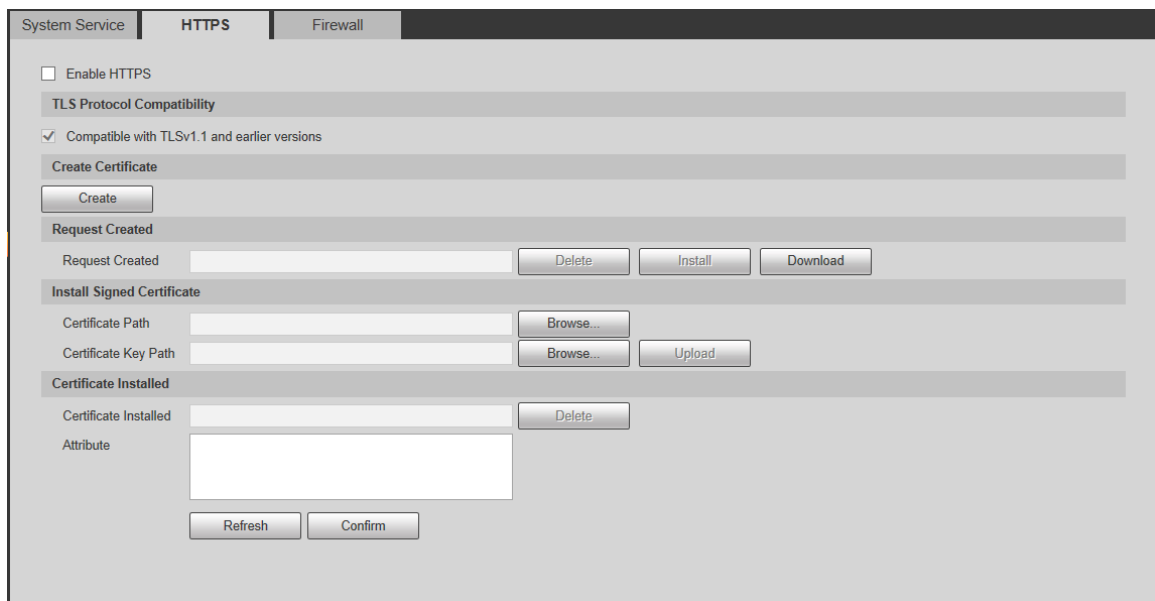 System Service HTTPS Firewall
Enable HTTPS
TLS Protocol Compatibility
Compatible with TLSv1.1 and earlier versions
Create Certificate
Create
Request Created
Request Created Delete Install Download
Install Signed Certificate
Certificate Path Browse...
Certificate Key Path Browse... Upload
Certificate Installed
Certificate Installed Delete
Attribute
Refresh Confirm